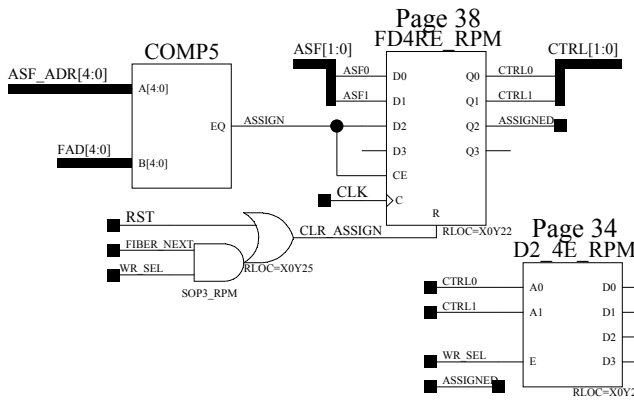 Page 38
COMP5
ASF[1:0]
FD4RE_RPM
CTRL[1:0]
ASF_ADR[4:0]
A[4:0]
ASF0
D0
Q0
CTRL0
ASF1
D1
Q1
CTRL1
EQ
ASSIGN
D2
Q2
ASSIGNED
FAD[4:0]
B[4:0]
D3
Q3
CE
CLK
C
R
RST
CLR_ASSIGN
RLOC=X0Y22
FIBER_NEXT
WR_SEL
RLOC=X0Y25
SOP3_RPM
Page 34
D2_4E_RPM
CTRL0
A0
D0
CTRL1
A1
D1
D2
WR_SEL
E
D3
ASSIGNED